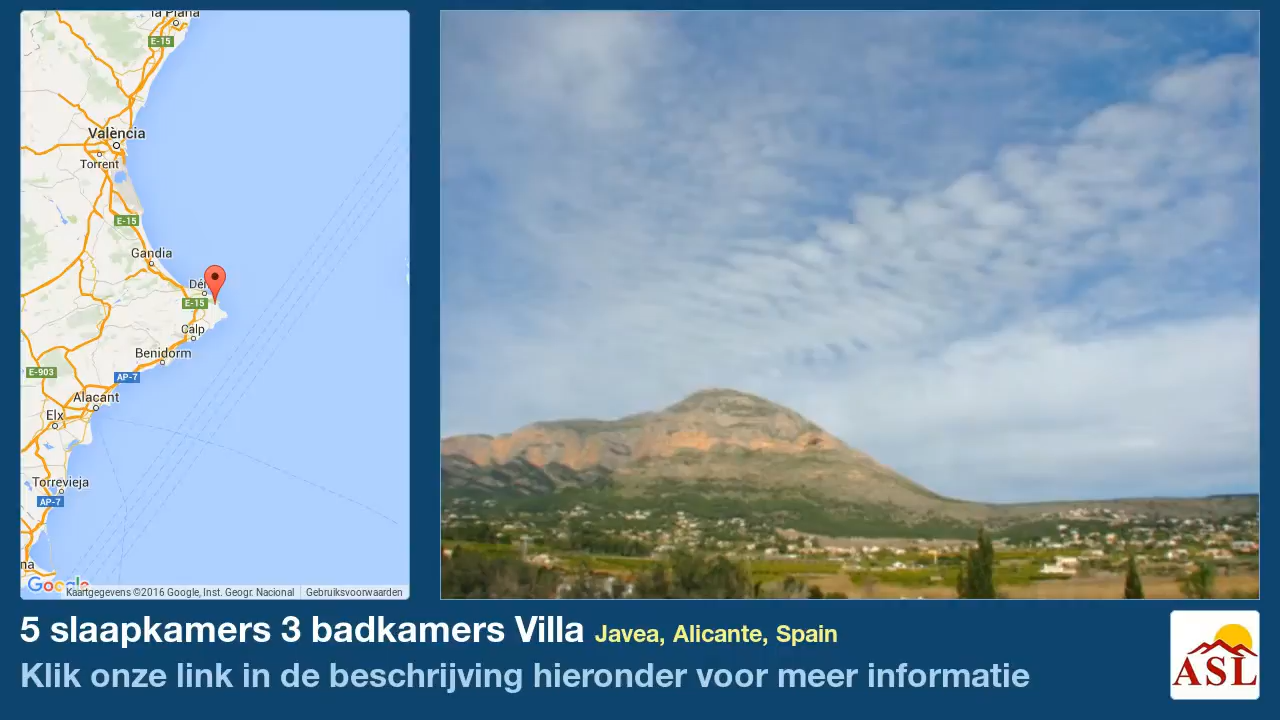 la Plana
E-15
València
Torrent
E-15
Gandia
Dé
E-15
Calp
Benidorm
E-903
AP-7
Alacant
Elx
Torrevieja
AP-7
na
Google
Kaartgegevens ©2016 Google, Inst. Geogr. Nacional
Gebruiksvoorwaarden
5 slaapkamers 3 badkamers Villa Javea, Alicante, Spain
Klik onze link in de beschrijving hieronder voor meer informatie
ASL